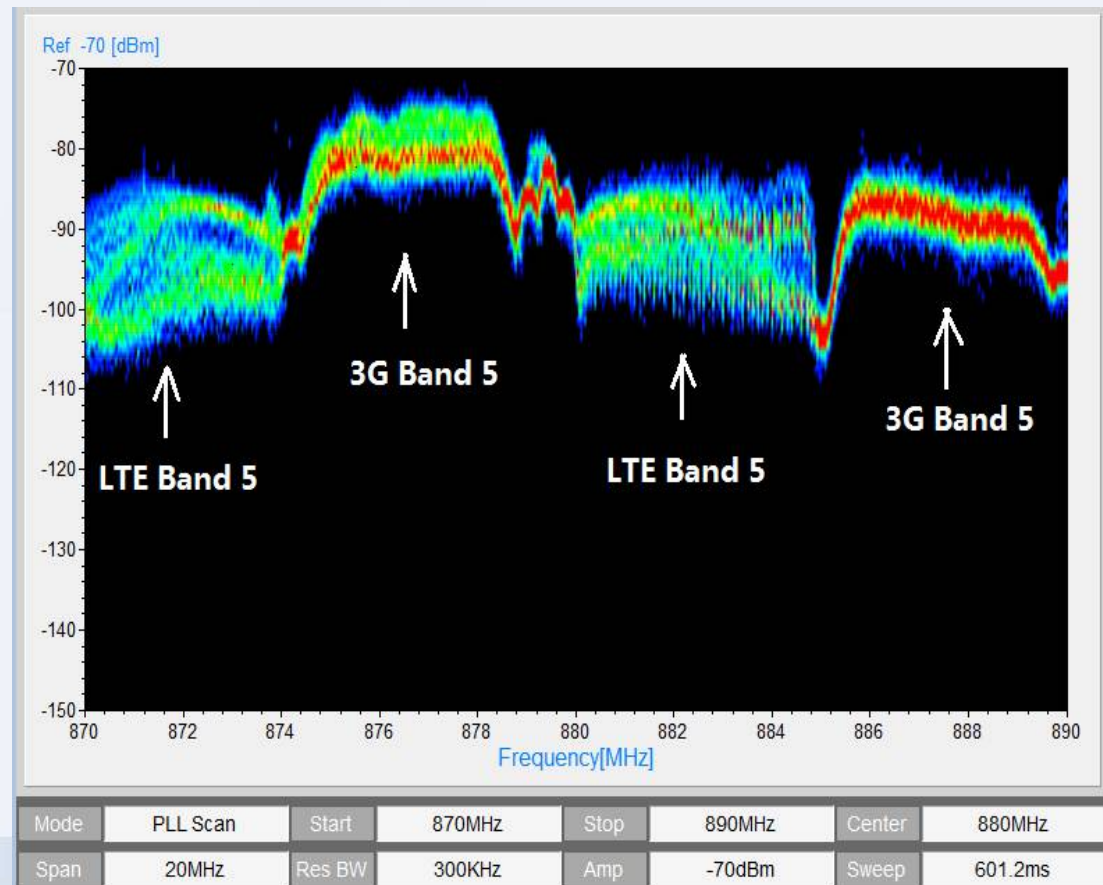 Ref -70 [dBm]
-70
-80
-90
-100
-110
-120
-130
-140
-150
3G Band 5
3G Band 5
LTE Band 5
LTE Band 5
870 872 874 876 878 880 882 884 886 888 890
Frequency[MHz]
Mode PLL Scan Start 870MHz Stop 890MHz Center 880MHz
Span 20MHz Res BW 300KHz Amp -70dBm Sweep 601.2ms